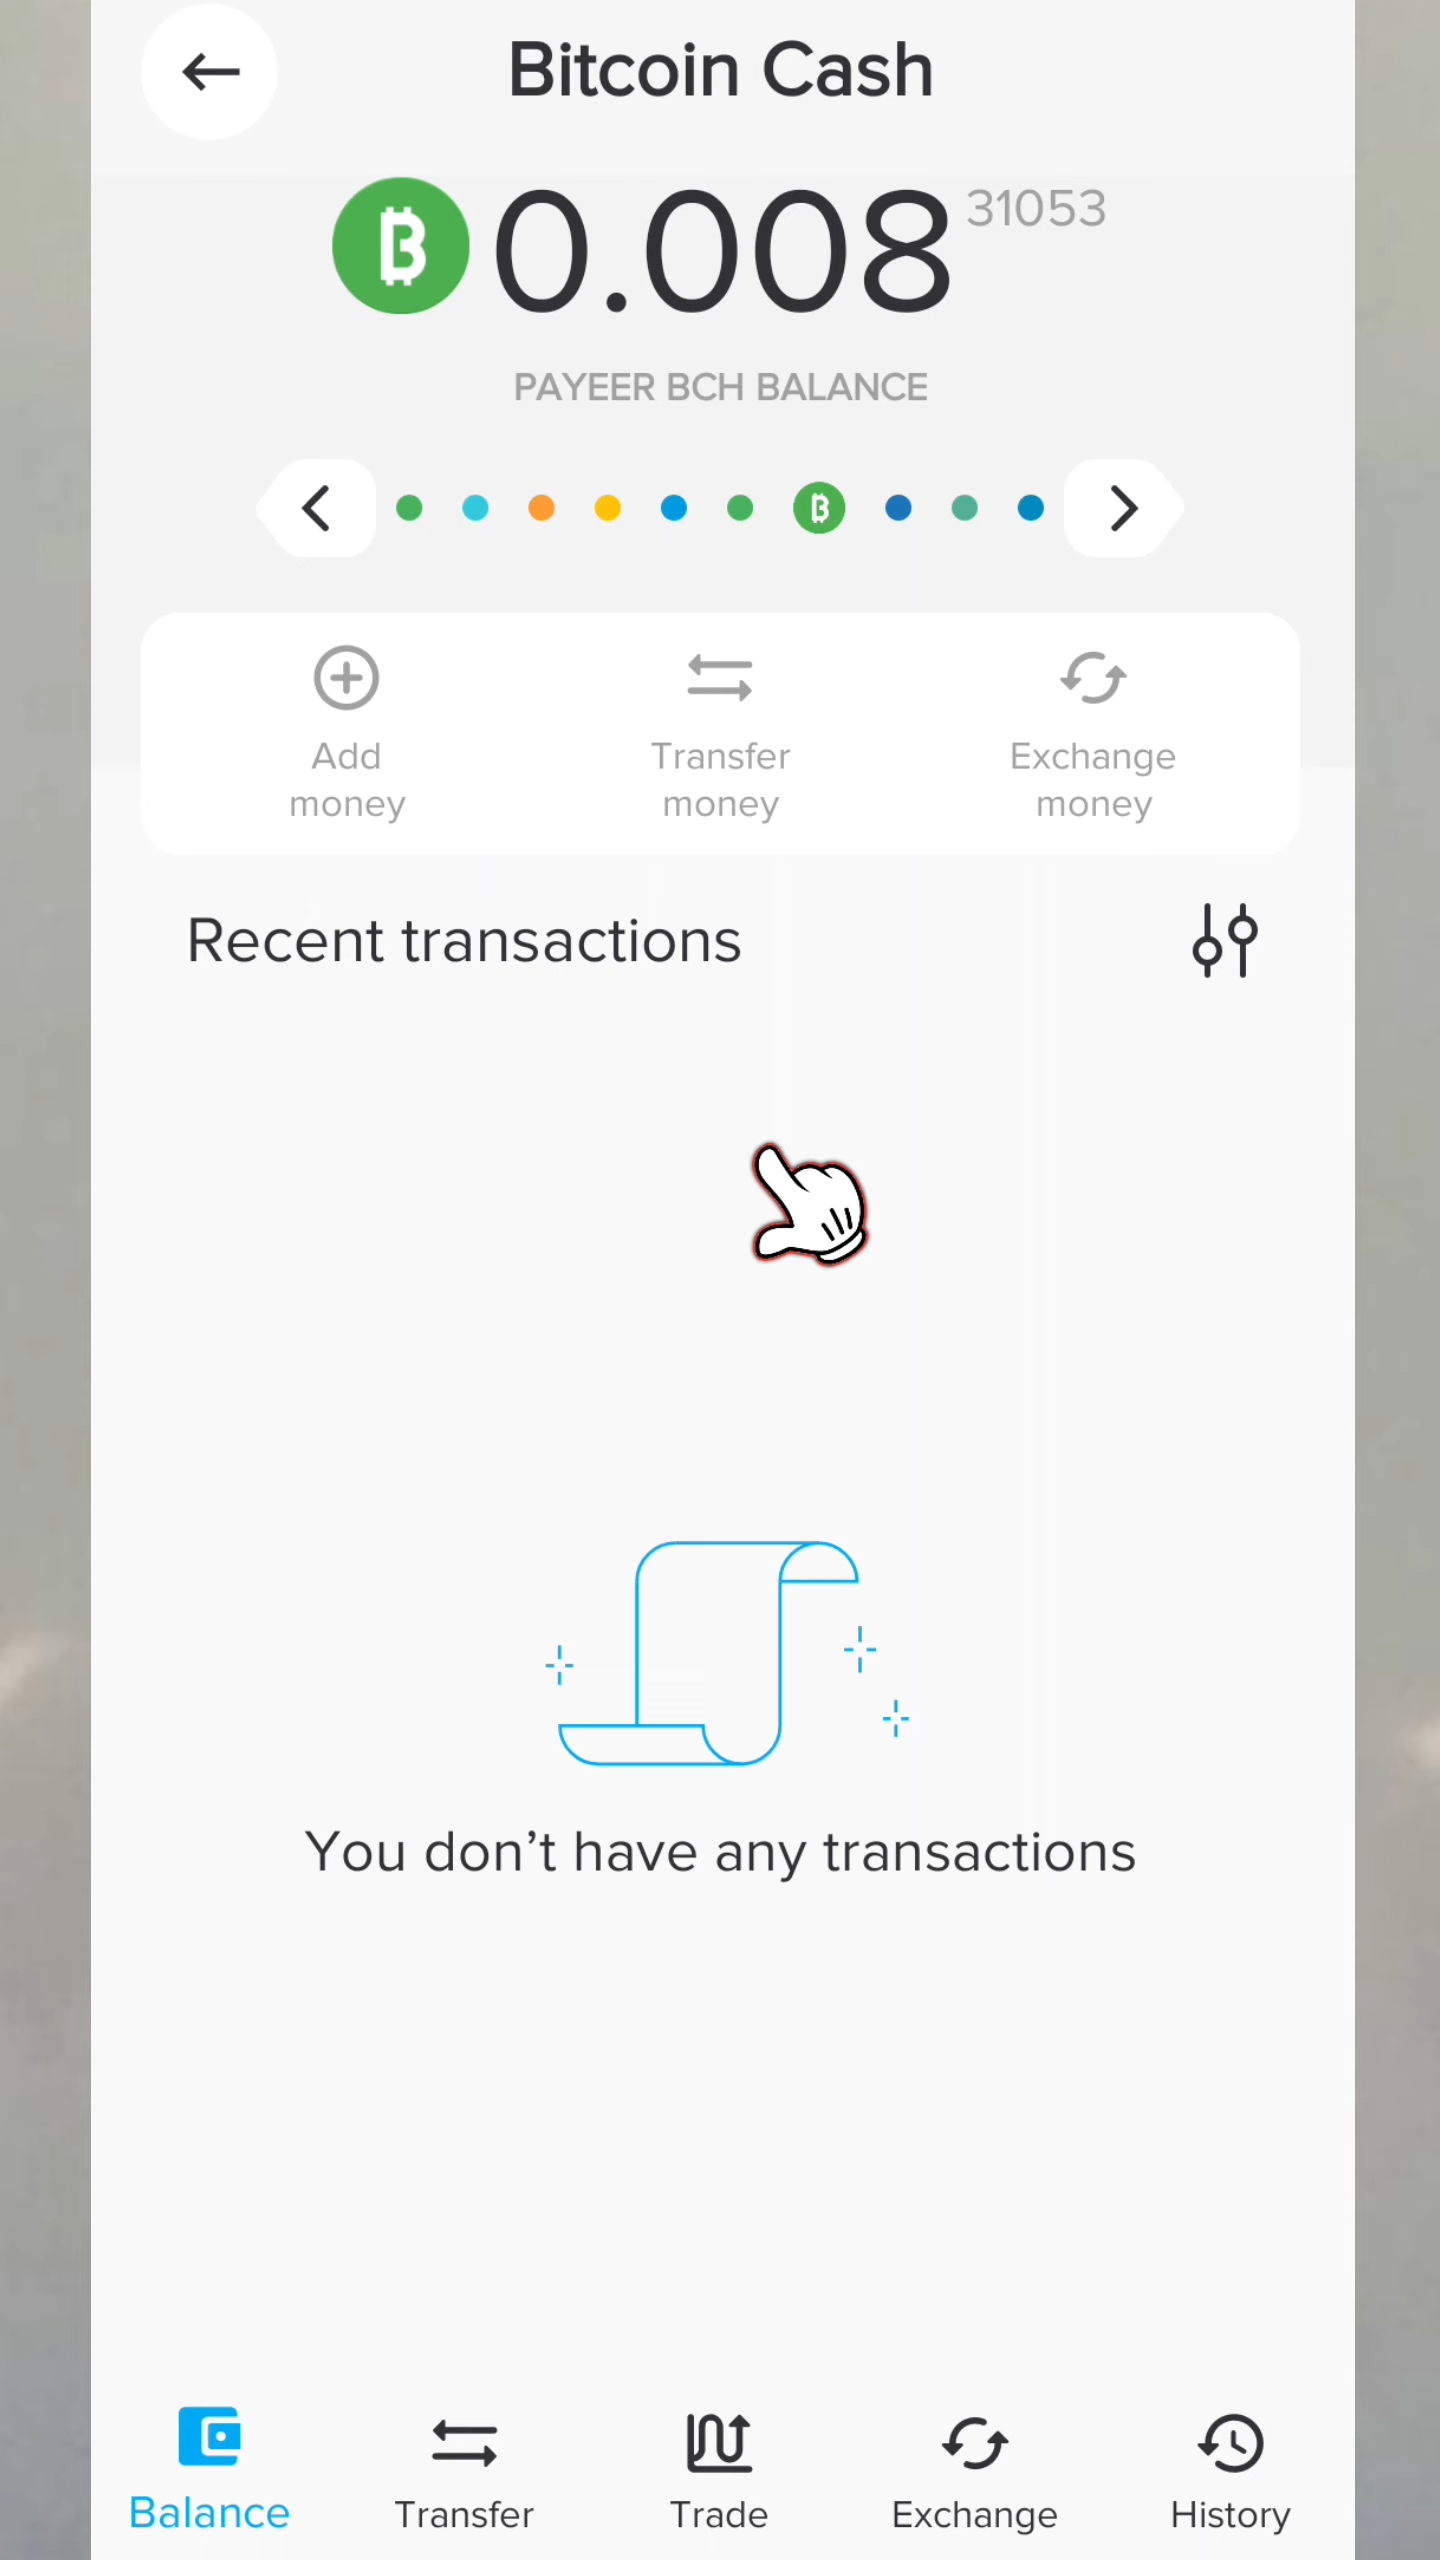 Bitcoin Cash
0.008 31053
PAYEER BCH BALANCE
Add
money
Transfer
money
Exchange
money
Recent transactions
You don’t have any transactions
Balance
Transfer
Trade
Exchange
History